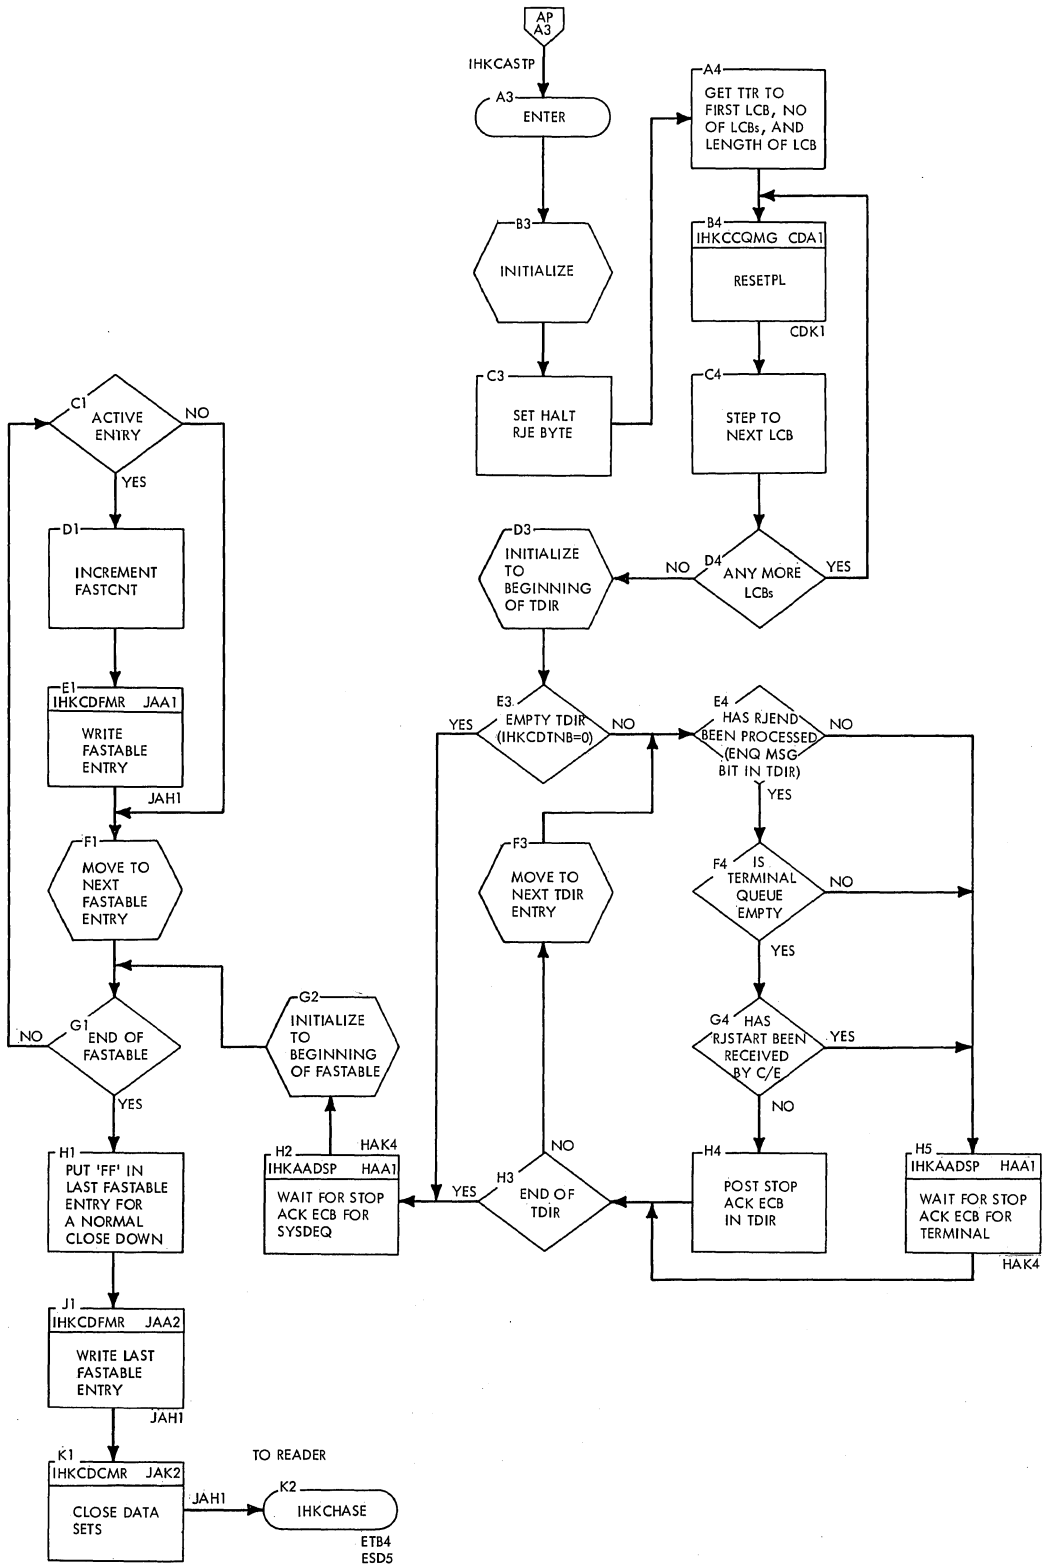 AP
A3
IHKCASTP
A3
ENTER
A4
GET TTR TO
FIRST LCB, NO
OF LCBs, AND
LENGTH OF LCB
B3
INITIALIZE
B4
IHKCCQMG CDA1
RESETPL
CDK1
C3
SET HALT
RJE BYTE
C4
STEP TO
NEXT LCB
C1
ACTIVE
ENTRY
NO
YES
D1
INCREMENT
FASTCNT
D3
INITIALIZE
TO
BEGINNING
OF TDIR
NO
D4
ANY MORE
LCBs
YES
E1
IHKCDFMR JAA1
WRITE
FASTABLE
ENTRY
JAH1
YES
E3
EMPTY TDIR
(IHKCDTNB=0)
NO
E4
HAS RJEND
BEEN PROCESSED
(ENQ MSG
BIT IN TDIR)
NO
YES
F1
MOVE TO
NEXT
FASTABLE
ENTRY
F3
MOVE TO
NEXT TDIR
ENTRY
F4
IS
TERMINAL
QUEUE
EMPTY
NO
YES
G1
END OF
FASTABLE
NO
YES
G2
INITIALIZE
TO
BEGINNING
OF FASTABLE
G4
HAS
RJSTART BEEN
RECEIVED
BY C/E
YES
NO
H1
PUT 'FF' IN
LAST FASTABLE
ENTRY FOR
A NORMAL
CLOSE DOWN
HAK4
H2
IHKAADSP HAA1
WAIT FOR STOP
ACK ECB FOR
SYSDEQ
YES
H3
END OF
TDIR
NO
H4
POST STOP
ACK ECB
IN TDIR
H5
IHKAADSP HAA1
WAIT FOR STOP
ACK ECB FOR
TERMINAL
HAK4
J1
IHKCDFMR JAA2
WRITE LAST
FASTABLE
ENTRY
JAH1
K1
IHKCDCMR JAK2
CLOSE DATA
SETS
JAH1
TO READER
K2
IHKCHASE
ETB4
ESD5